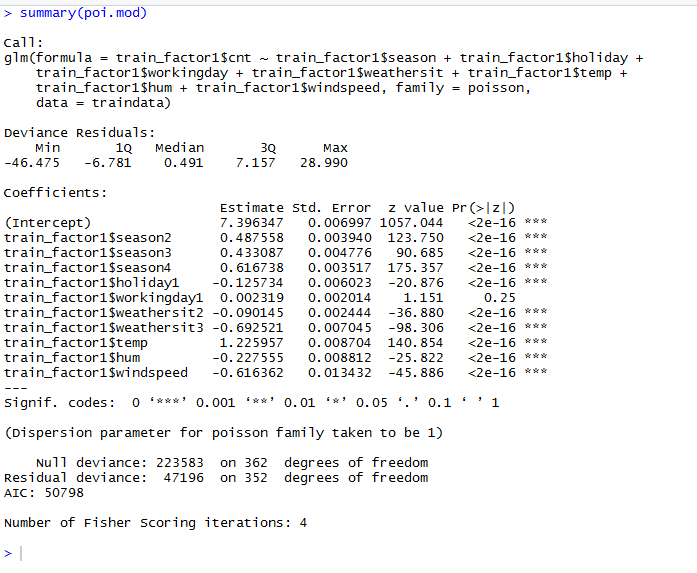 > summary(poi.mod)
Call:
glm(formula = train_factor1$cnt ~ train_factor1$season + train_factor1$holiday +
    train_factor1$workingday + train_factor1$weathersit + train_factor1$temp +
    train_factor1$hum + train_factor1$windspeed, family = poisson,
    data = traindata)
Deviance Residuals:
    Min       1Q   Median       3Q      Max
-46.475   -6.781    0.491    7.157   28.990
Coefficients:
                           Estimate Std. Error  z value Pr(>|z|)
(Intercept)                7.396347   0.006997 1057.044   <2e-16 ***
train_factor1$season2      0.487558   0.003940  123.750   <2e-16 ***
train_factor1$season3      0.433087   0.004776   90.685   <2e-16 ***
train_factor1$season4      0.616738   0.003517  175.357   <2e-16 ***
train_factor1$holiday1    -0.125734   0.006023  -20.876   <2e-16 ***
train_factor1$workingday1  0.002319   0.002014    1.151     0.25
train_factor1$weathersit2 -0.090145   0.002444  -36.880   <2e-16 ***
train_factor1$weathersit3 -0.692521   0.007045  -98.306   <2e-16 ***
train_factor1$temp         1.225957   0.008704  140.854   <2e-16 ***
train_factor1$hum         -0.227555   0.008812  -25.822   <2e-16 ***
train_factor1$windspeed   -0.616362   0.013432  -45.886   <2e-16 ***
---
Signif. codes:  0 ‘***’ 0.001 ‘**’ 0.01 ‘*’ 0.05 ‘.’ 0.1 ‘ ’ 1
(Dispersion parameter for poisson family taken to be 1)
    Null deviance: 223583  on 362  degrees of freedom
Residual deviance:  47196  on 352  degrees of freedom
AIC: 50798
Number of Fisher Scoring iterations: 4
>